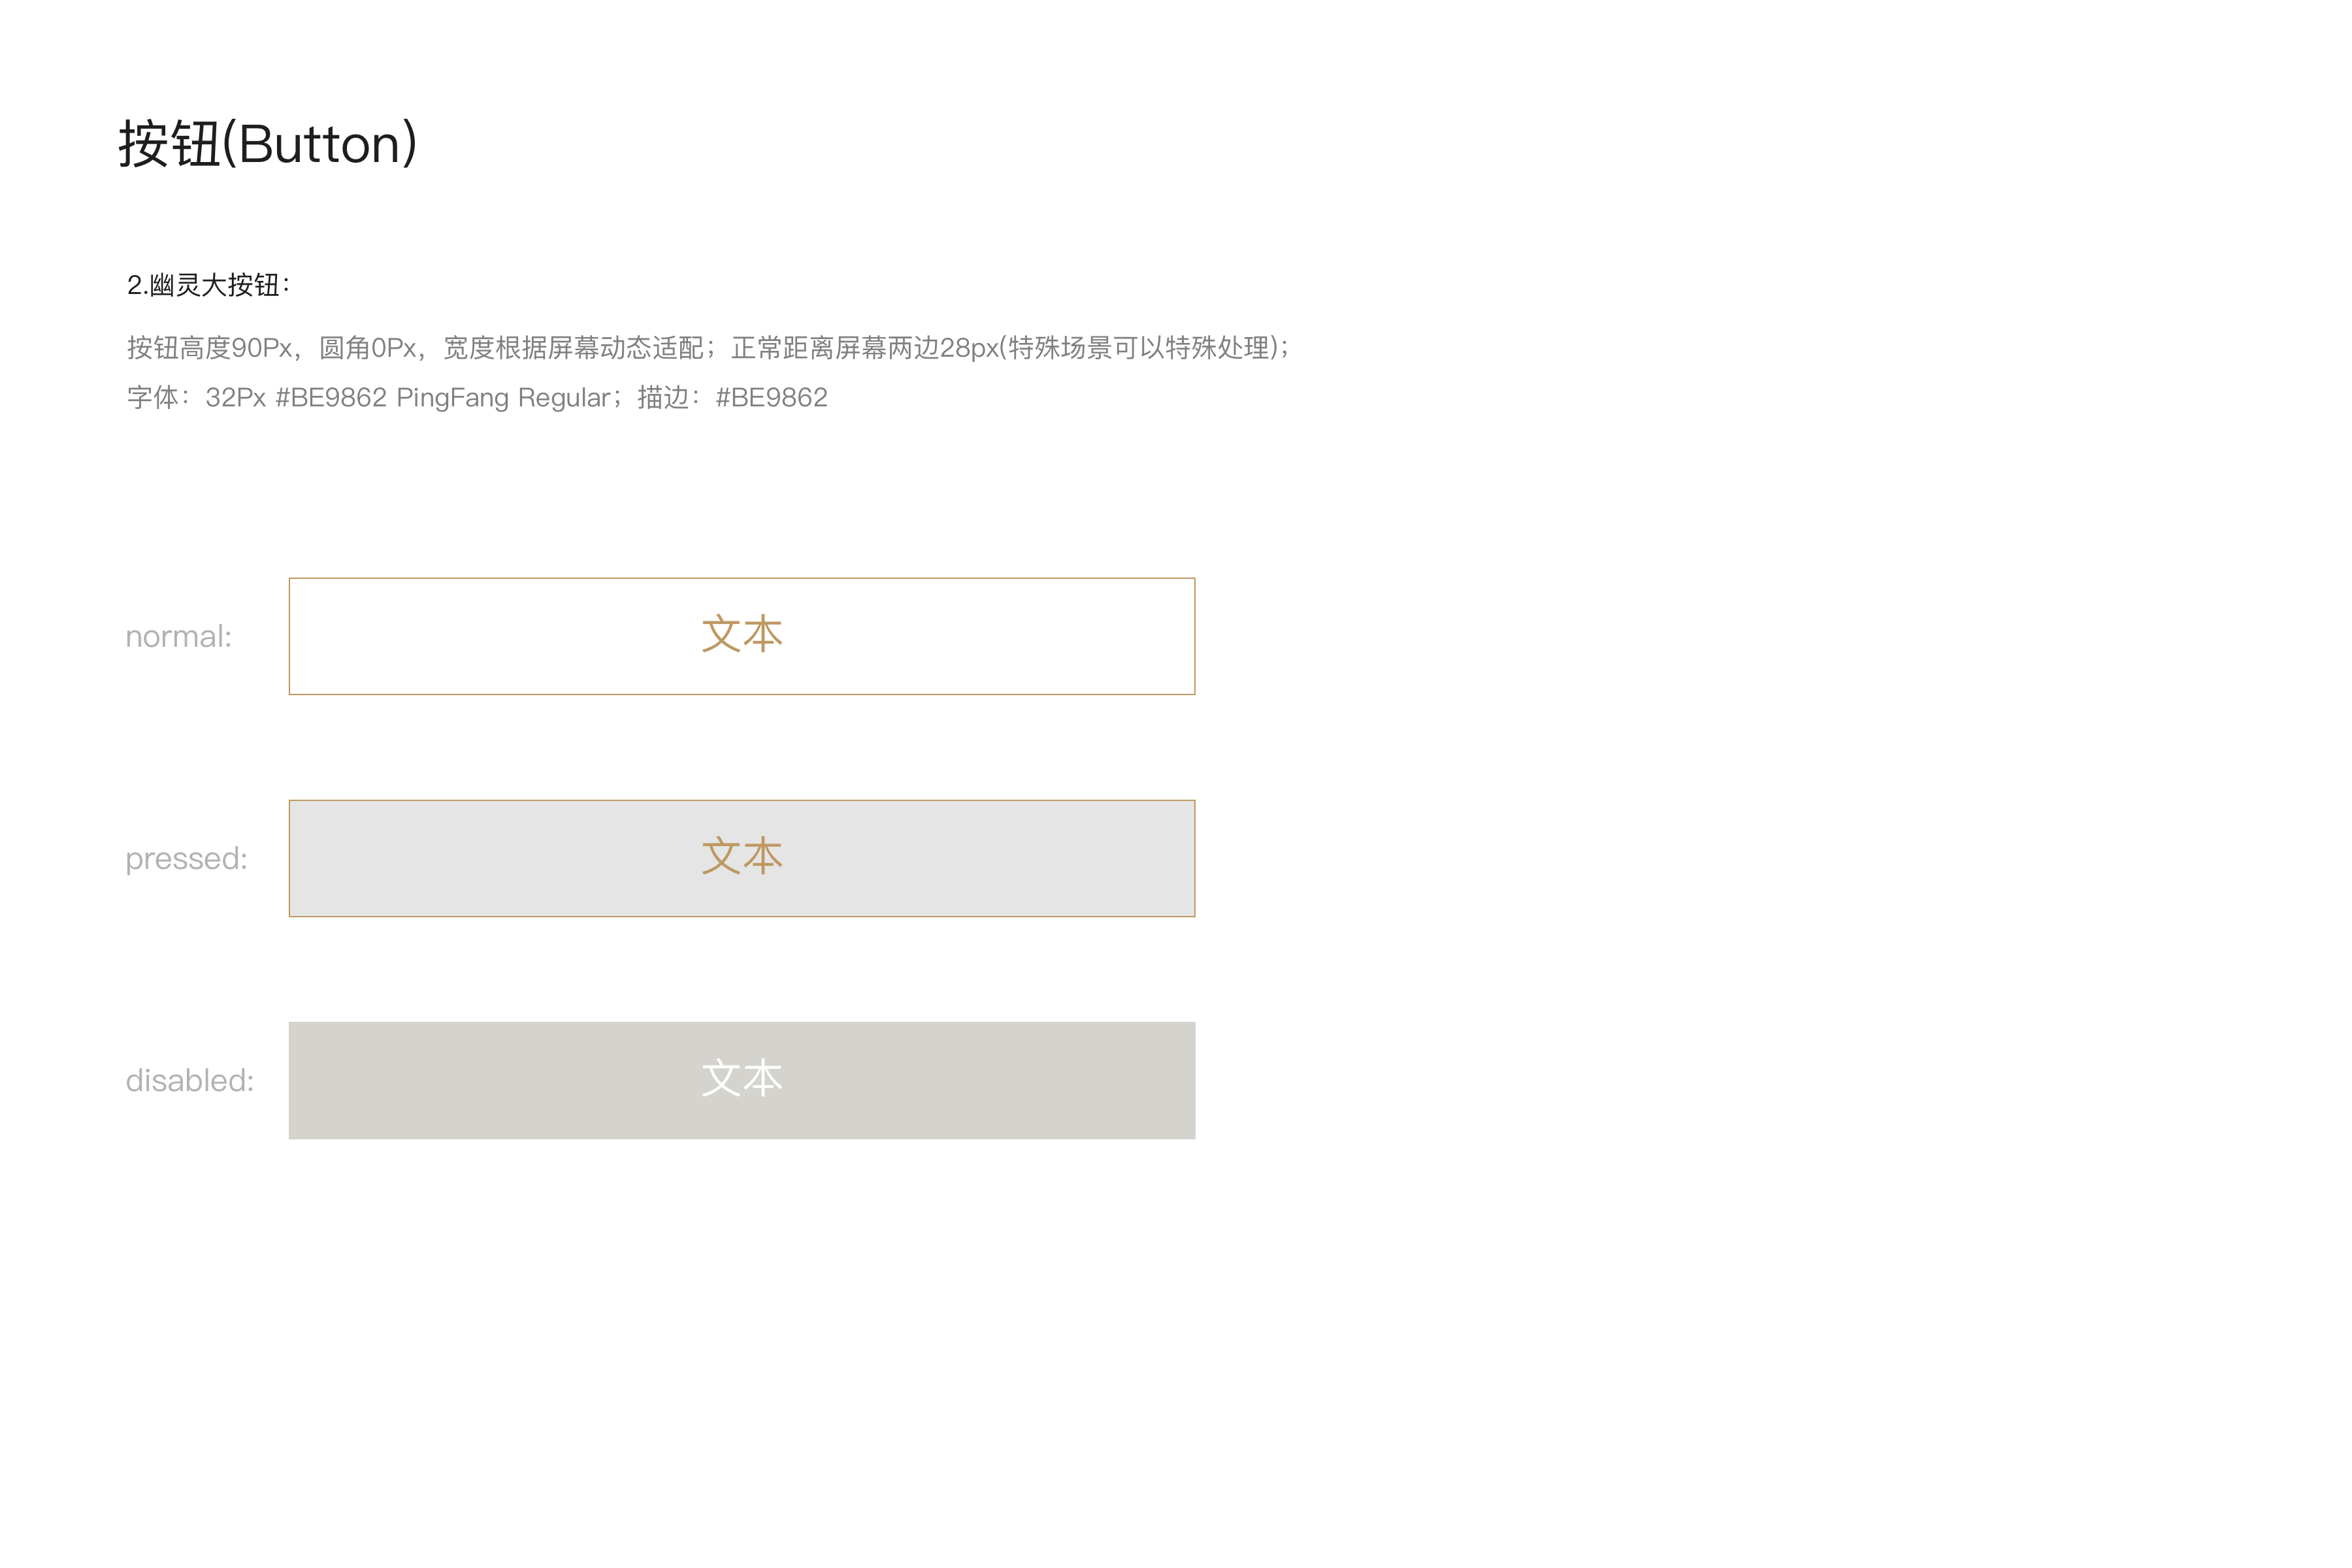 按钮(Button)
2.幽灵大按钮：
按钮高度90Px，圆角0Px，宽度根据屏幕动态适配；正常距离屏幕两边28px(特殊场景可以特殊处理)；
字体：32Px #BE9862 PingFang Regular；描边：#BE9862
normal:
文本
pressed:
文本
disabled:
文本